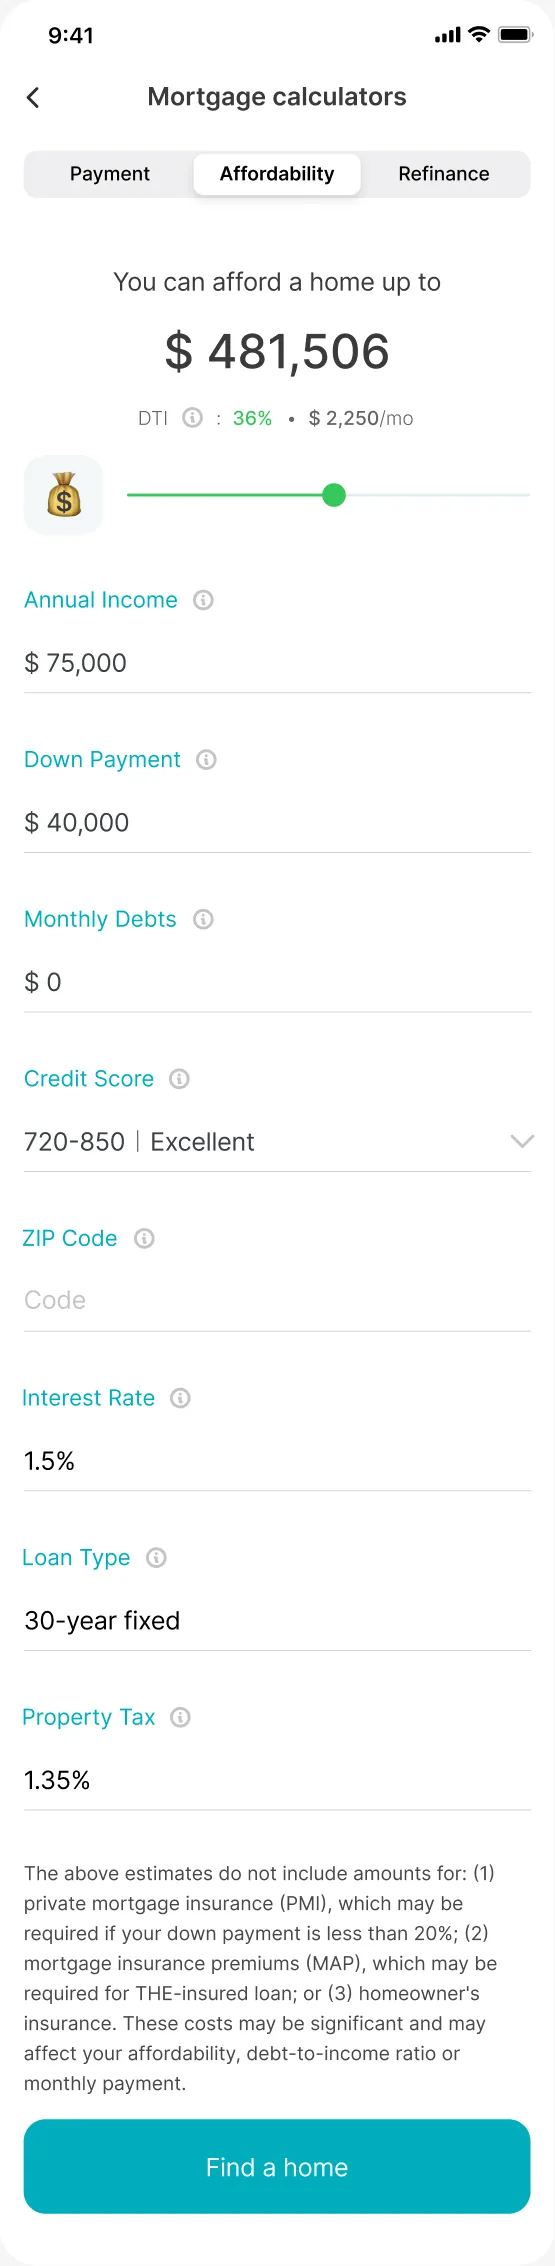 9:41
Mortgage calculators
Payment Affordability Refinance
You can afford a home up to
$ 481,506
DTI : 36% • $ 2,250/mo
Annual Income
$ 75,000
Down Payment
$ 40,000
Monthly Debts
$ 0
Credit Score
720-850 | Excellent
ZIP Code
Code
Interest Rate
1.5%
Loan Type
30-year fixed
Property Tax
1.35%
The above estimates do not include amounts for: (1)
private mortgage insurance (PMI), which may be
required if your down payment is less than 20%; (2)
mortgage insurance premiums (MAP), which may be
required for THE-insured loan; or (3) homeowner's
insurance. These costs may be significant and may
affect your affordability, debt-to-income ratio or
monthly payment.
Find a home